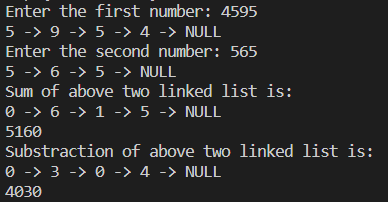 Enter the first number: 4595
5 -> 9 -> 5 -> 4 -> NULL
Enter the second number: 565
5 -> 6 -> 5 -> NULL
Sum of above two linked list is:
0 -> 6 -> 1 -> 5 -> NULL
5160
Substraction of above two linked list is:
0 -> 3 -> 0 -> 4 -> NULL
4030